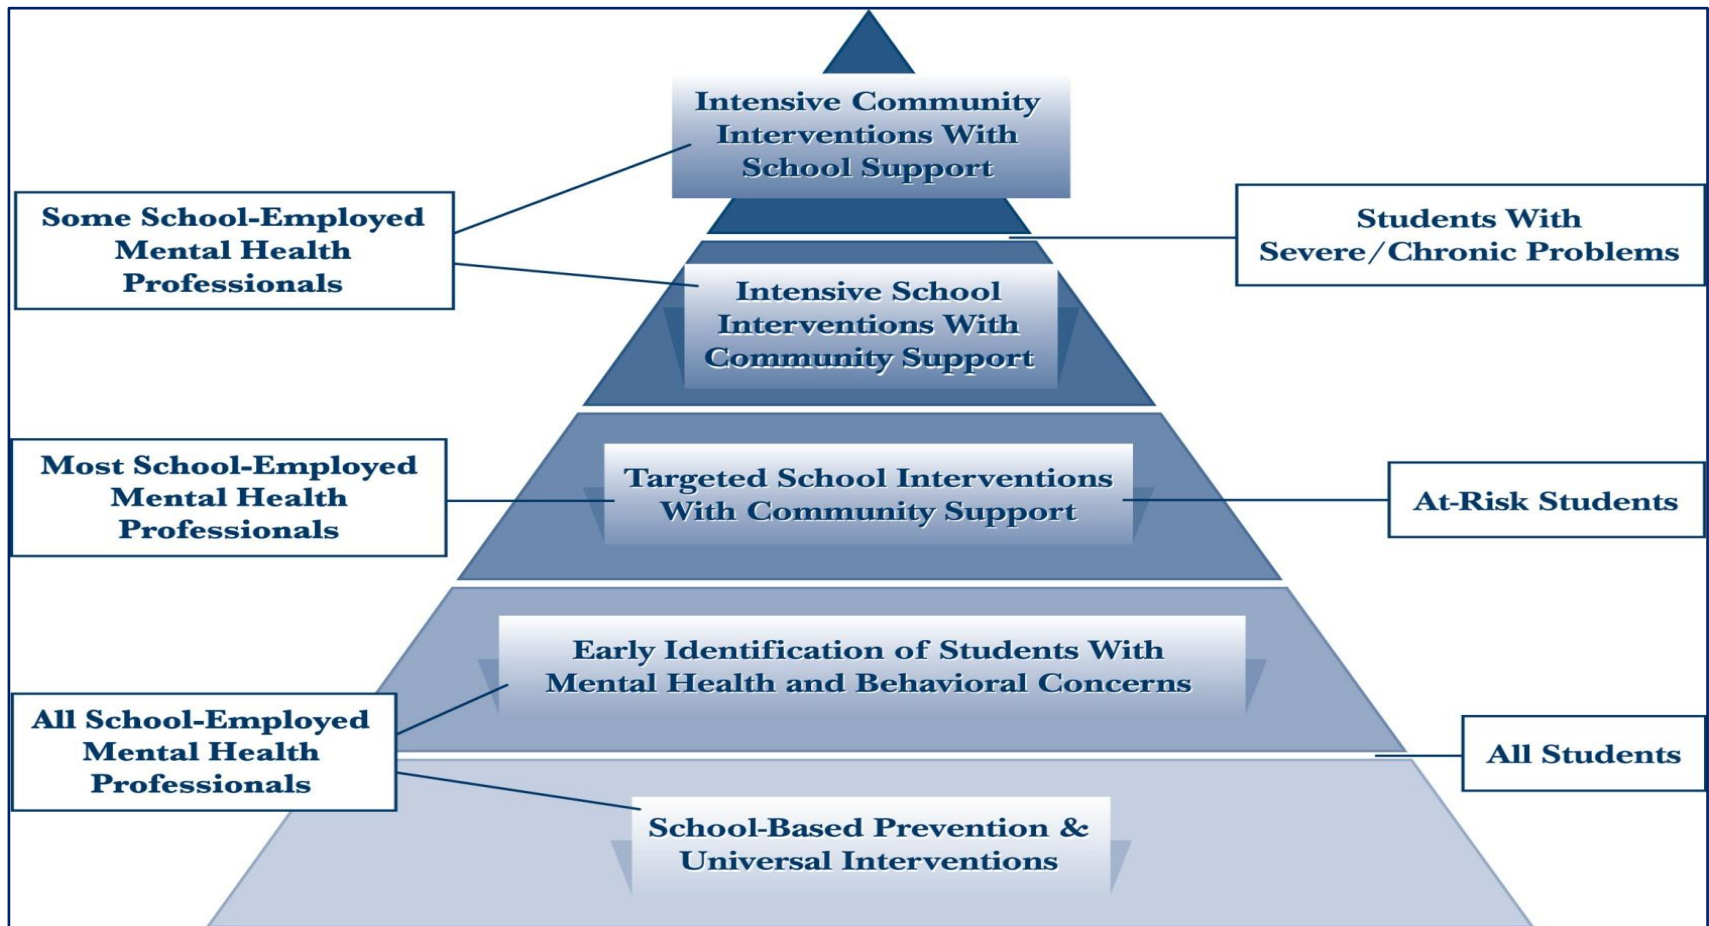 Intensive Community
Interventions With
School Support
Some School-Employed
Mental Health
Professionals
Students With
Severe/Chronic Problems
Intensive School
Interventions With
Community Support
Most School-Employed
Mental Health
Professionals
Targeted School Interventions
With Community Support
At-Risk Students
Early Identification of Students With
Mental Health and Behavioral Concerns
All School-Employed
Mental Health
Professionals
All Students
School-Based Prevention &
Universal Interventions